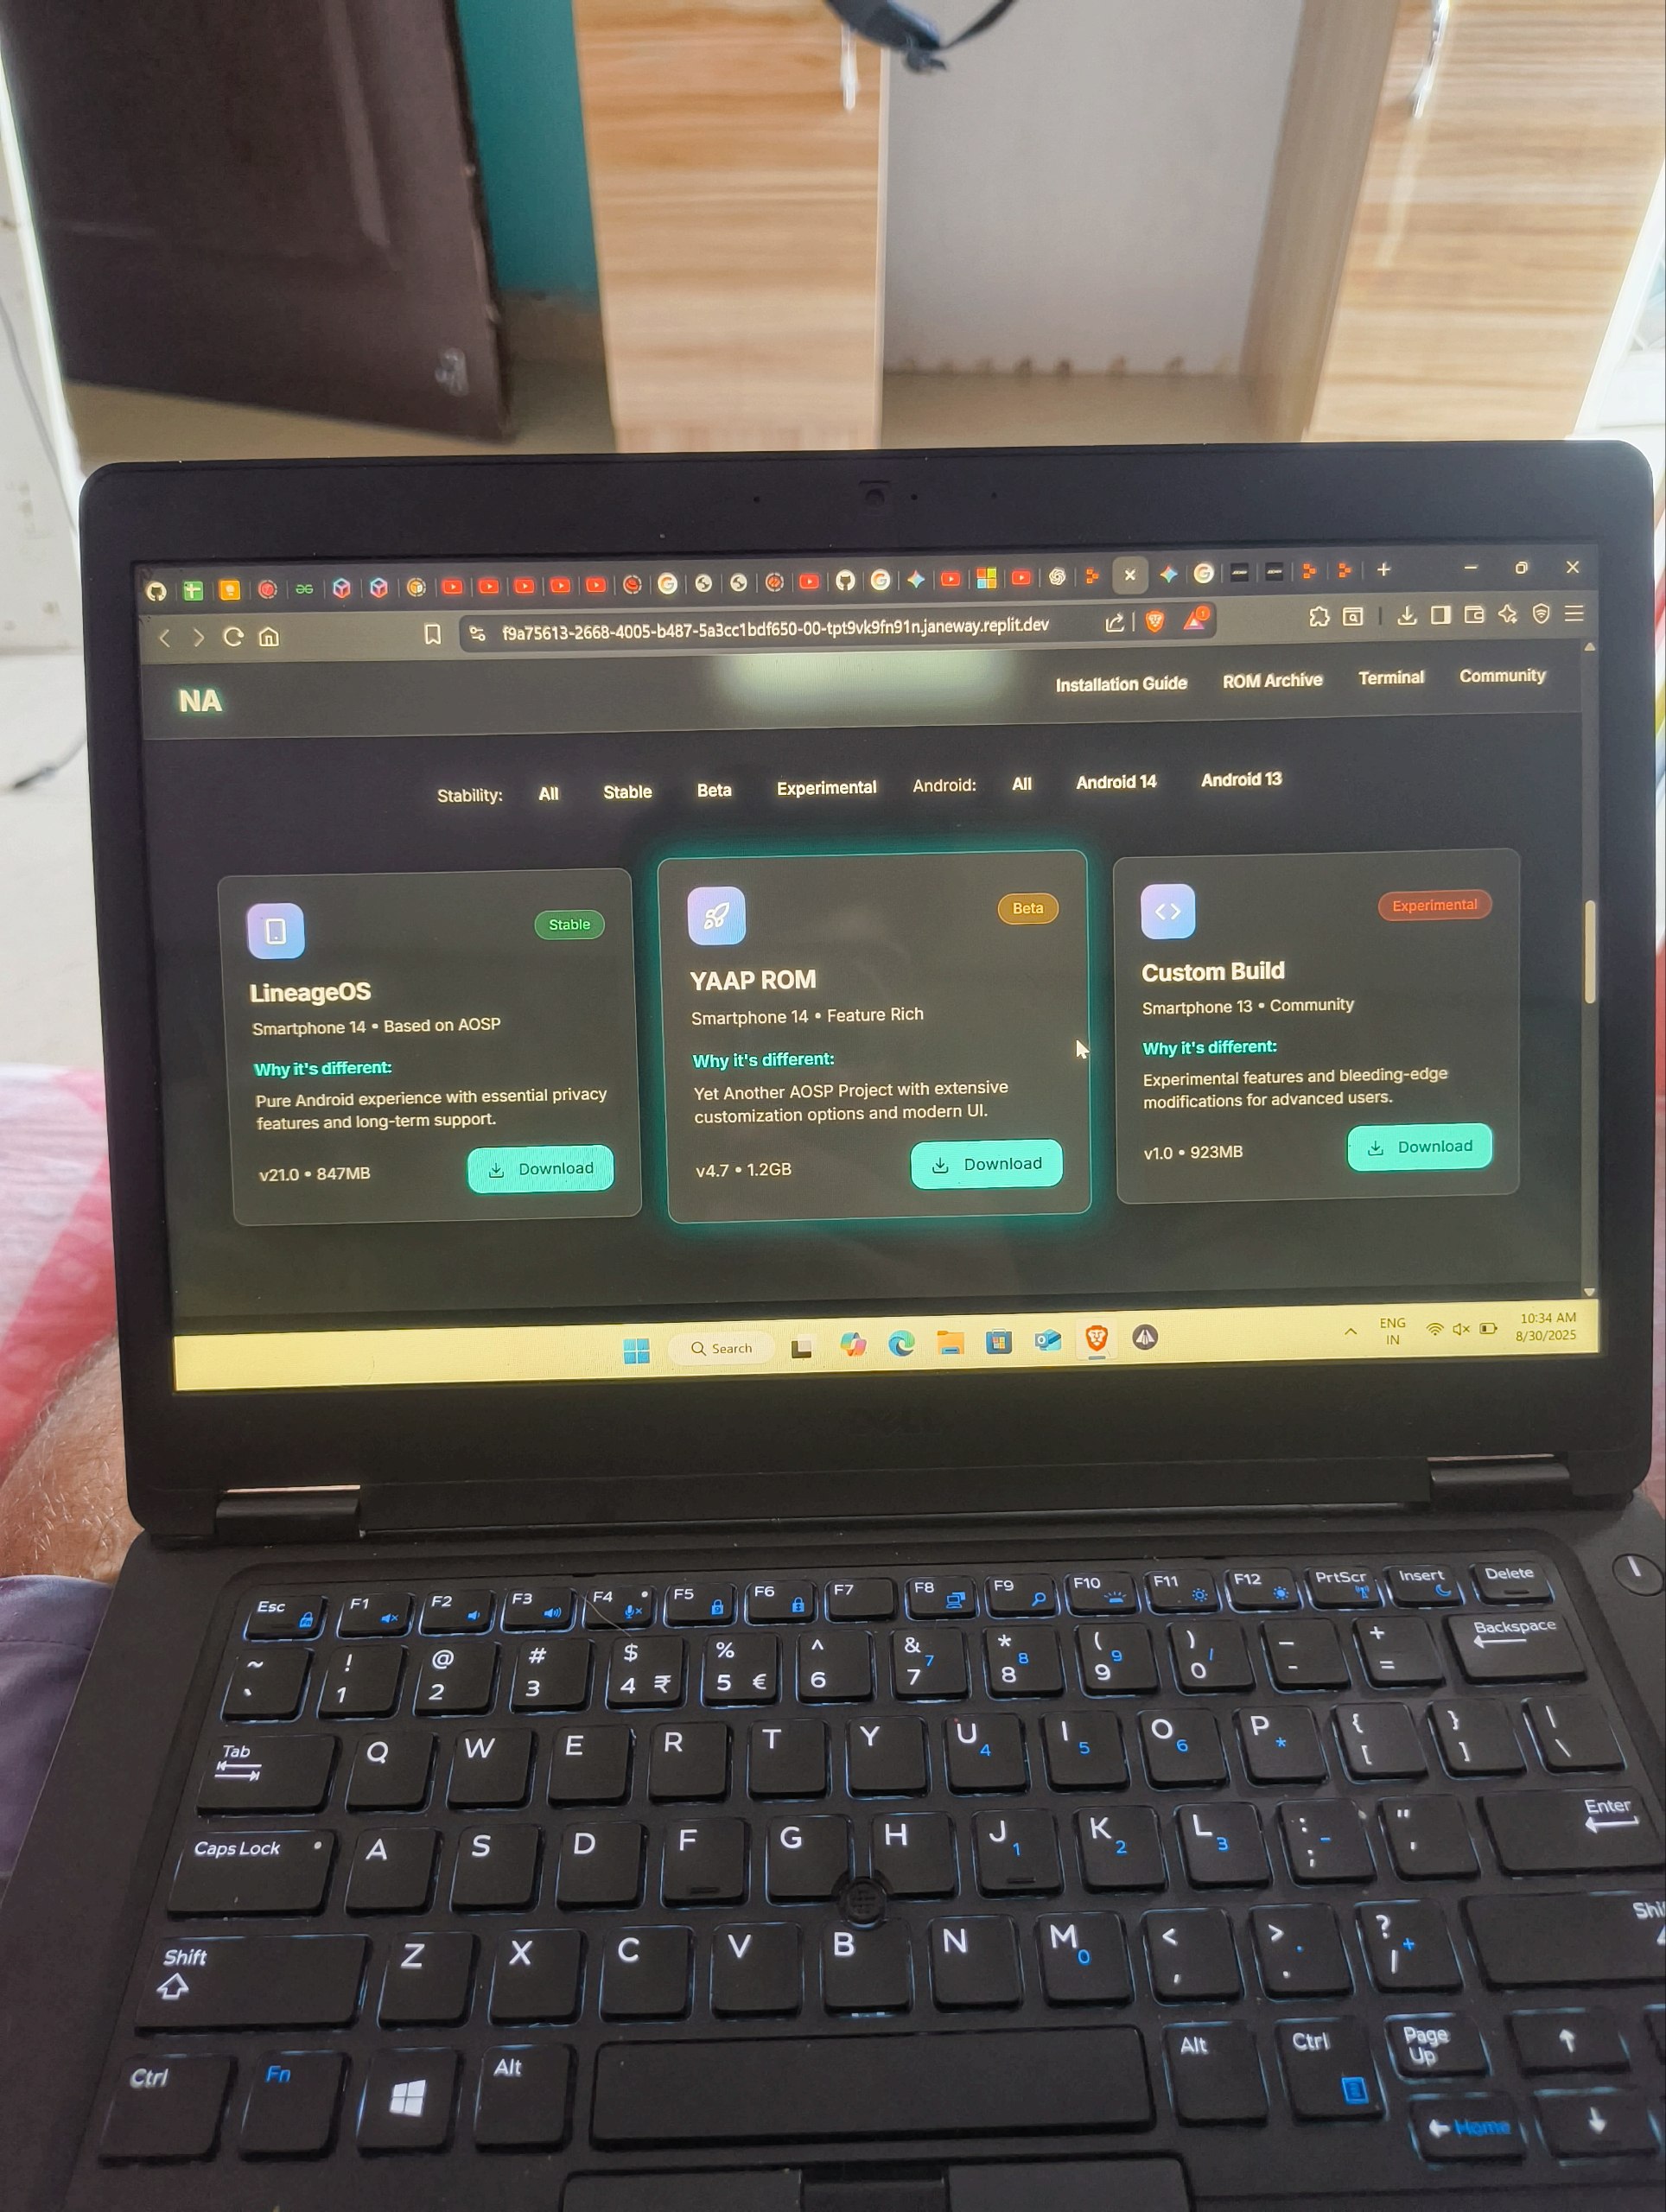 f9a75613-2668-4005-b487-5a3cc1bdf650-00-tpt9vk9fn91n.janeway.replit.dev
NA
Installation Guide ROM Archive Terminal Community
Stability: All Stable Beta Experimental Android: All Android 14 Android 13
Stable
LineageOS
Smartphone 14 • Based on AOSP
Why it's different:
Pure Android experience with essential privacy
features and long-term support.
v21.0 • 847MB
Download
Beta
YAAP ROM
Smartphone 14 • Feature Rich
Why it's different:
Yet Another AOSP Project with extensive
customization options and modern UI.
v4.7 • 1.2GB
Download
Experimental
Custom Build
Smartphone 13 • Community
Why it's different:
Experimental features and bleeding-edge
modifications for advanced users.
v1.0 • 923MB
Download
Search
ENG
IN
10:34 AM
8/30/2025
DELL
Esc F1 F2 F3 F4 F5 F6 F7 F8 F9 F10 F11 F12 PrtScr Insert Delete
~ ` ! 1 @ 2 # 3 $ 4 ₹ % 5 € ^ 6 & 7 7 * 8 8 ( 9 9 ) 0 / _ - + = Backspace
Tab Q W E R T Y U 4 I 5 O 6 P * { [ } ] | \
Caps Lock A S D F G H J 1 K 2 L 3 : ; - " ' Enter
Shift Z X C V B N M 0 < , > . . ? / +
Ctrl Fn Alt Alt Ctrl Page Up
Home